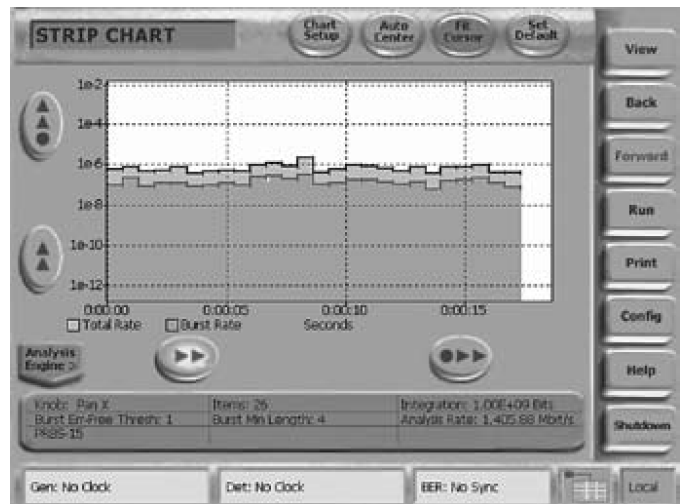 STRIP CHART
Chart Setup
Auto Center
Fit Cursor
Set Default
View
Back
Forward
Run
Print
Config
Help
Shutdown
1e-2
1e-4
1e-6
1e-8
1e-10
1e-12
0:00:00 0:00:05 0:00:10 0:00:15
Total Rate Burst Rate Seconds
Analysis Engine >
Knob: Pan X Items: 26 Integration: 1.00E+09 Bits
Burst Err-Free Thresh: 1 Burst Min Length: 4 Analysis Rate: 1,405.88 Mbit/s
PRBS-15
Gen: No Clock Det: No Clock BER: No Sync Local